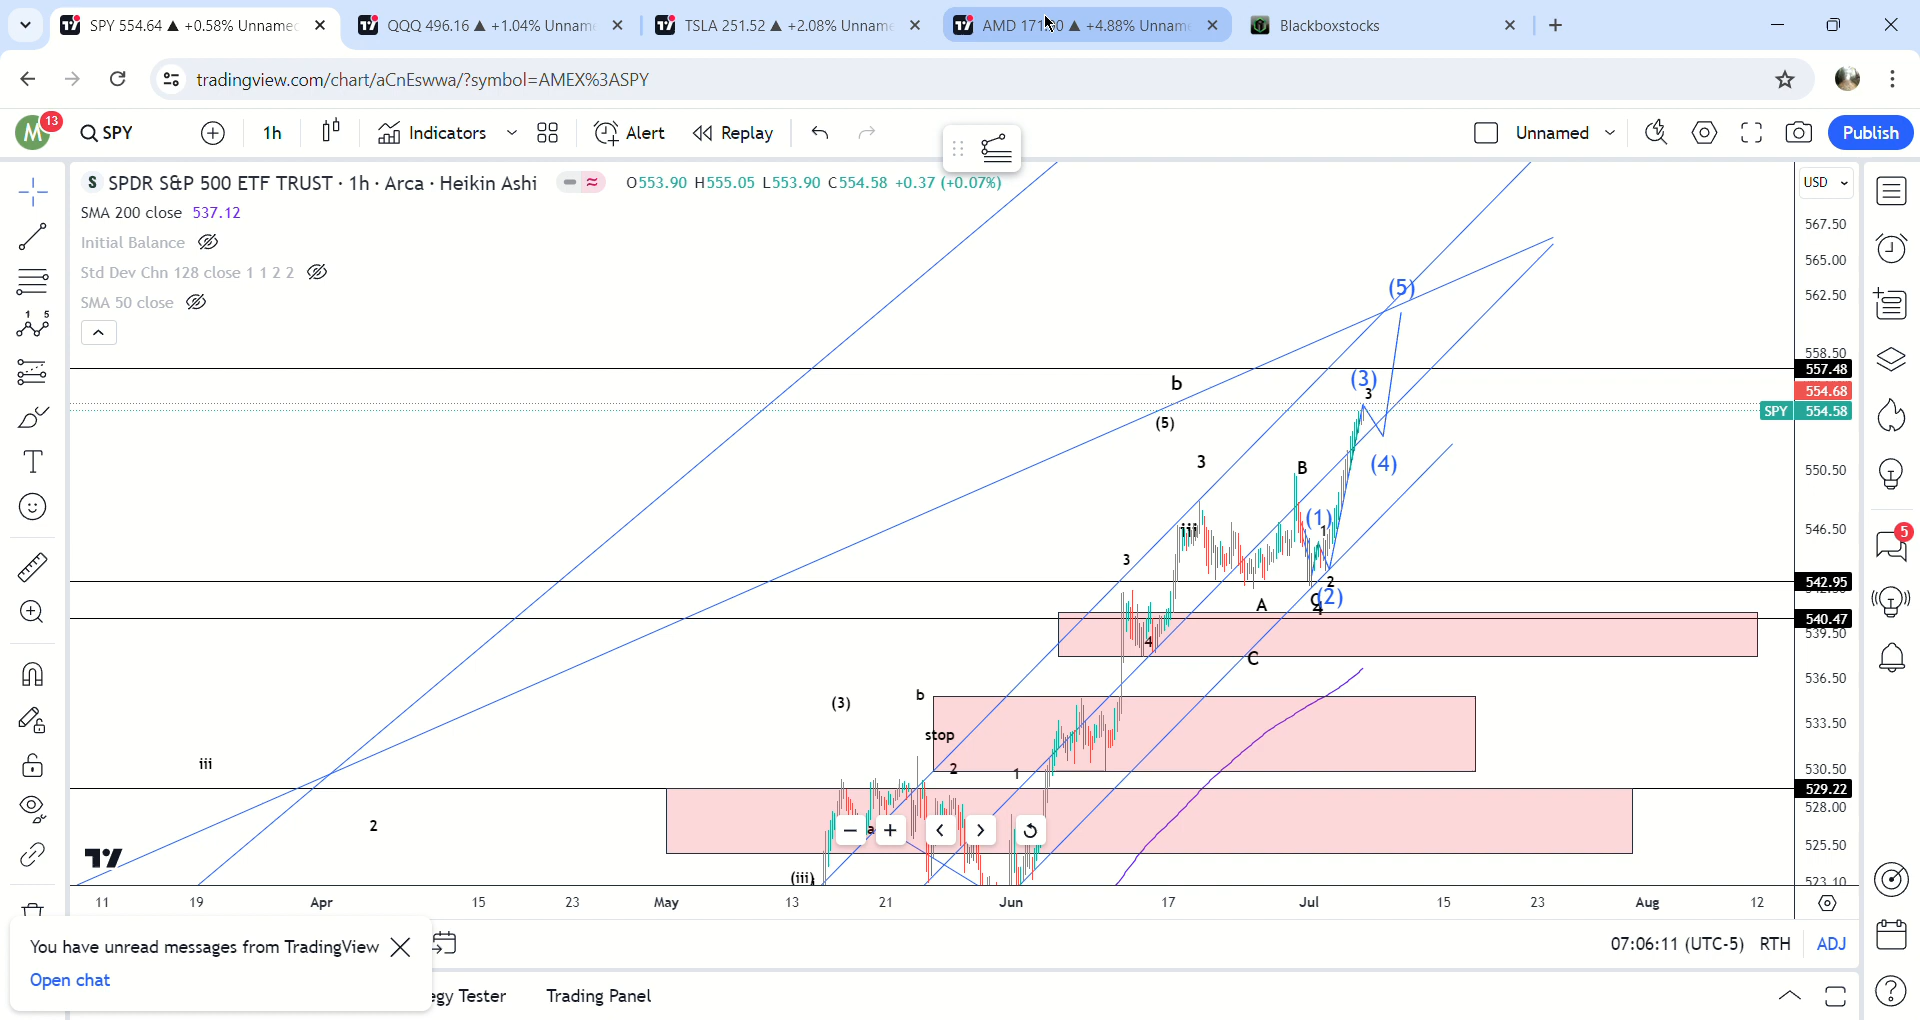 SPY 554.64 ▲ +0.58% Unnamed
QQQ 496.16 ▲ +1.04% Unnam
TSLA 251.52 ▲ +2.08% Unname
AMD ▲ +4.88% Unnam
Blackboxstocks
tradingview.com/chart/aCnEswwa/?symbol=AMEX%3ASPY
M
13
SPY
1h
Indicators
Alert
Replay
Unnamed
Publish
S SPDR S&P 500 ETF TRUST · 1h · Arca · Heikin Ashi
O553.90 H555.05 L553.90 C554.58 +0.37 (+0.07%)
USD
SMA 200 close 537.12
Initial Balance
Std Dev Chn 128 close 1 1 2 2
SMA 50 close
1 5
567.50
565.00
562.50
558.50
557.48
554.68
SPY 554.58
550.50
546.50
542.95
540.47
539.50
536.50
533.50
530.50
529.22
528.00
525.50
523.10
(5)
b
(3)
3
(5)
3
B
(4)
(1)
iii
1
3
2
A
C
(2)
4
4
C
(3)
b
stop
iii
2
1
2
a
(iii)
11
19
Apr
15
23
May
13
21
Jun
17
Jul
15
23
Aug
12
5
You have unread messages from TradingView
Open chat
07:06:11 (UTC-5)
RTH
ADJ
egy Tester
Trading Panel